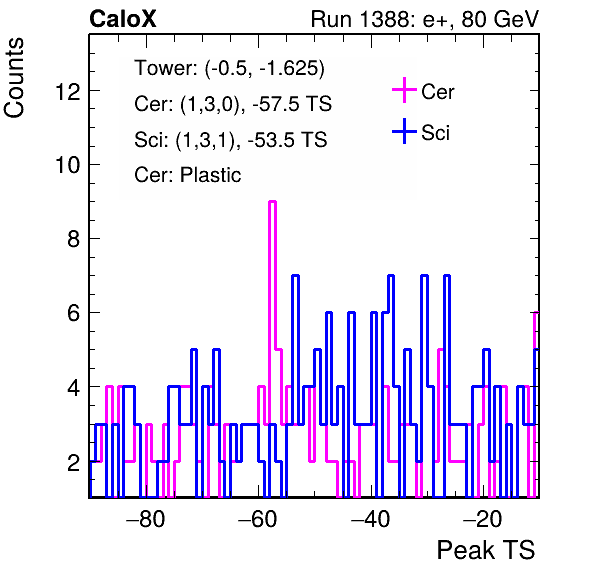 CaloX Run 1388: e+, 80 GeV
Counts
Tower: (-0.5, -1.625)
Cer: (1,3,0), -57.5 TS
Sci: (1,3,1), -53.5 TS
Cer: Plastic
Cer
Sci
12
10
8
6
4
2
−80 −60 −40 −20
Peak TS